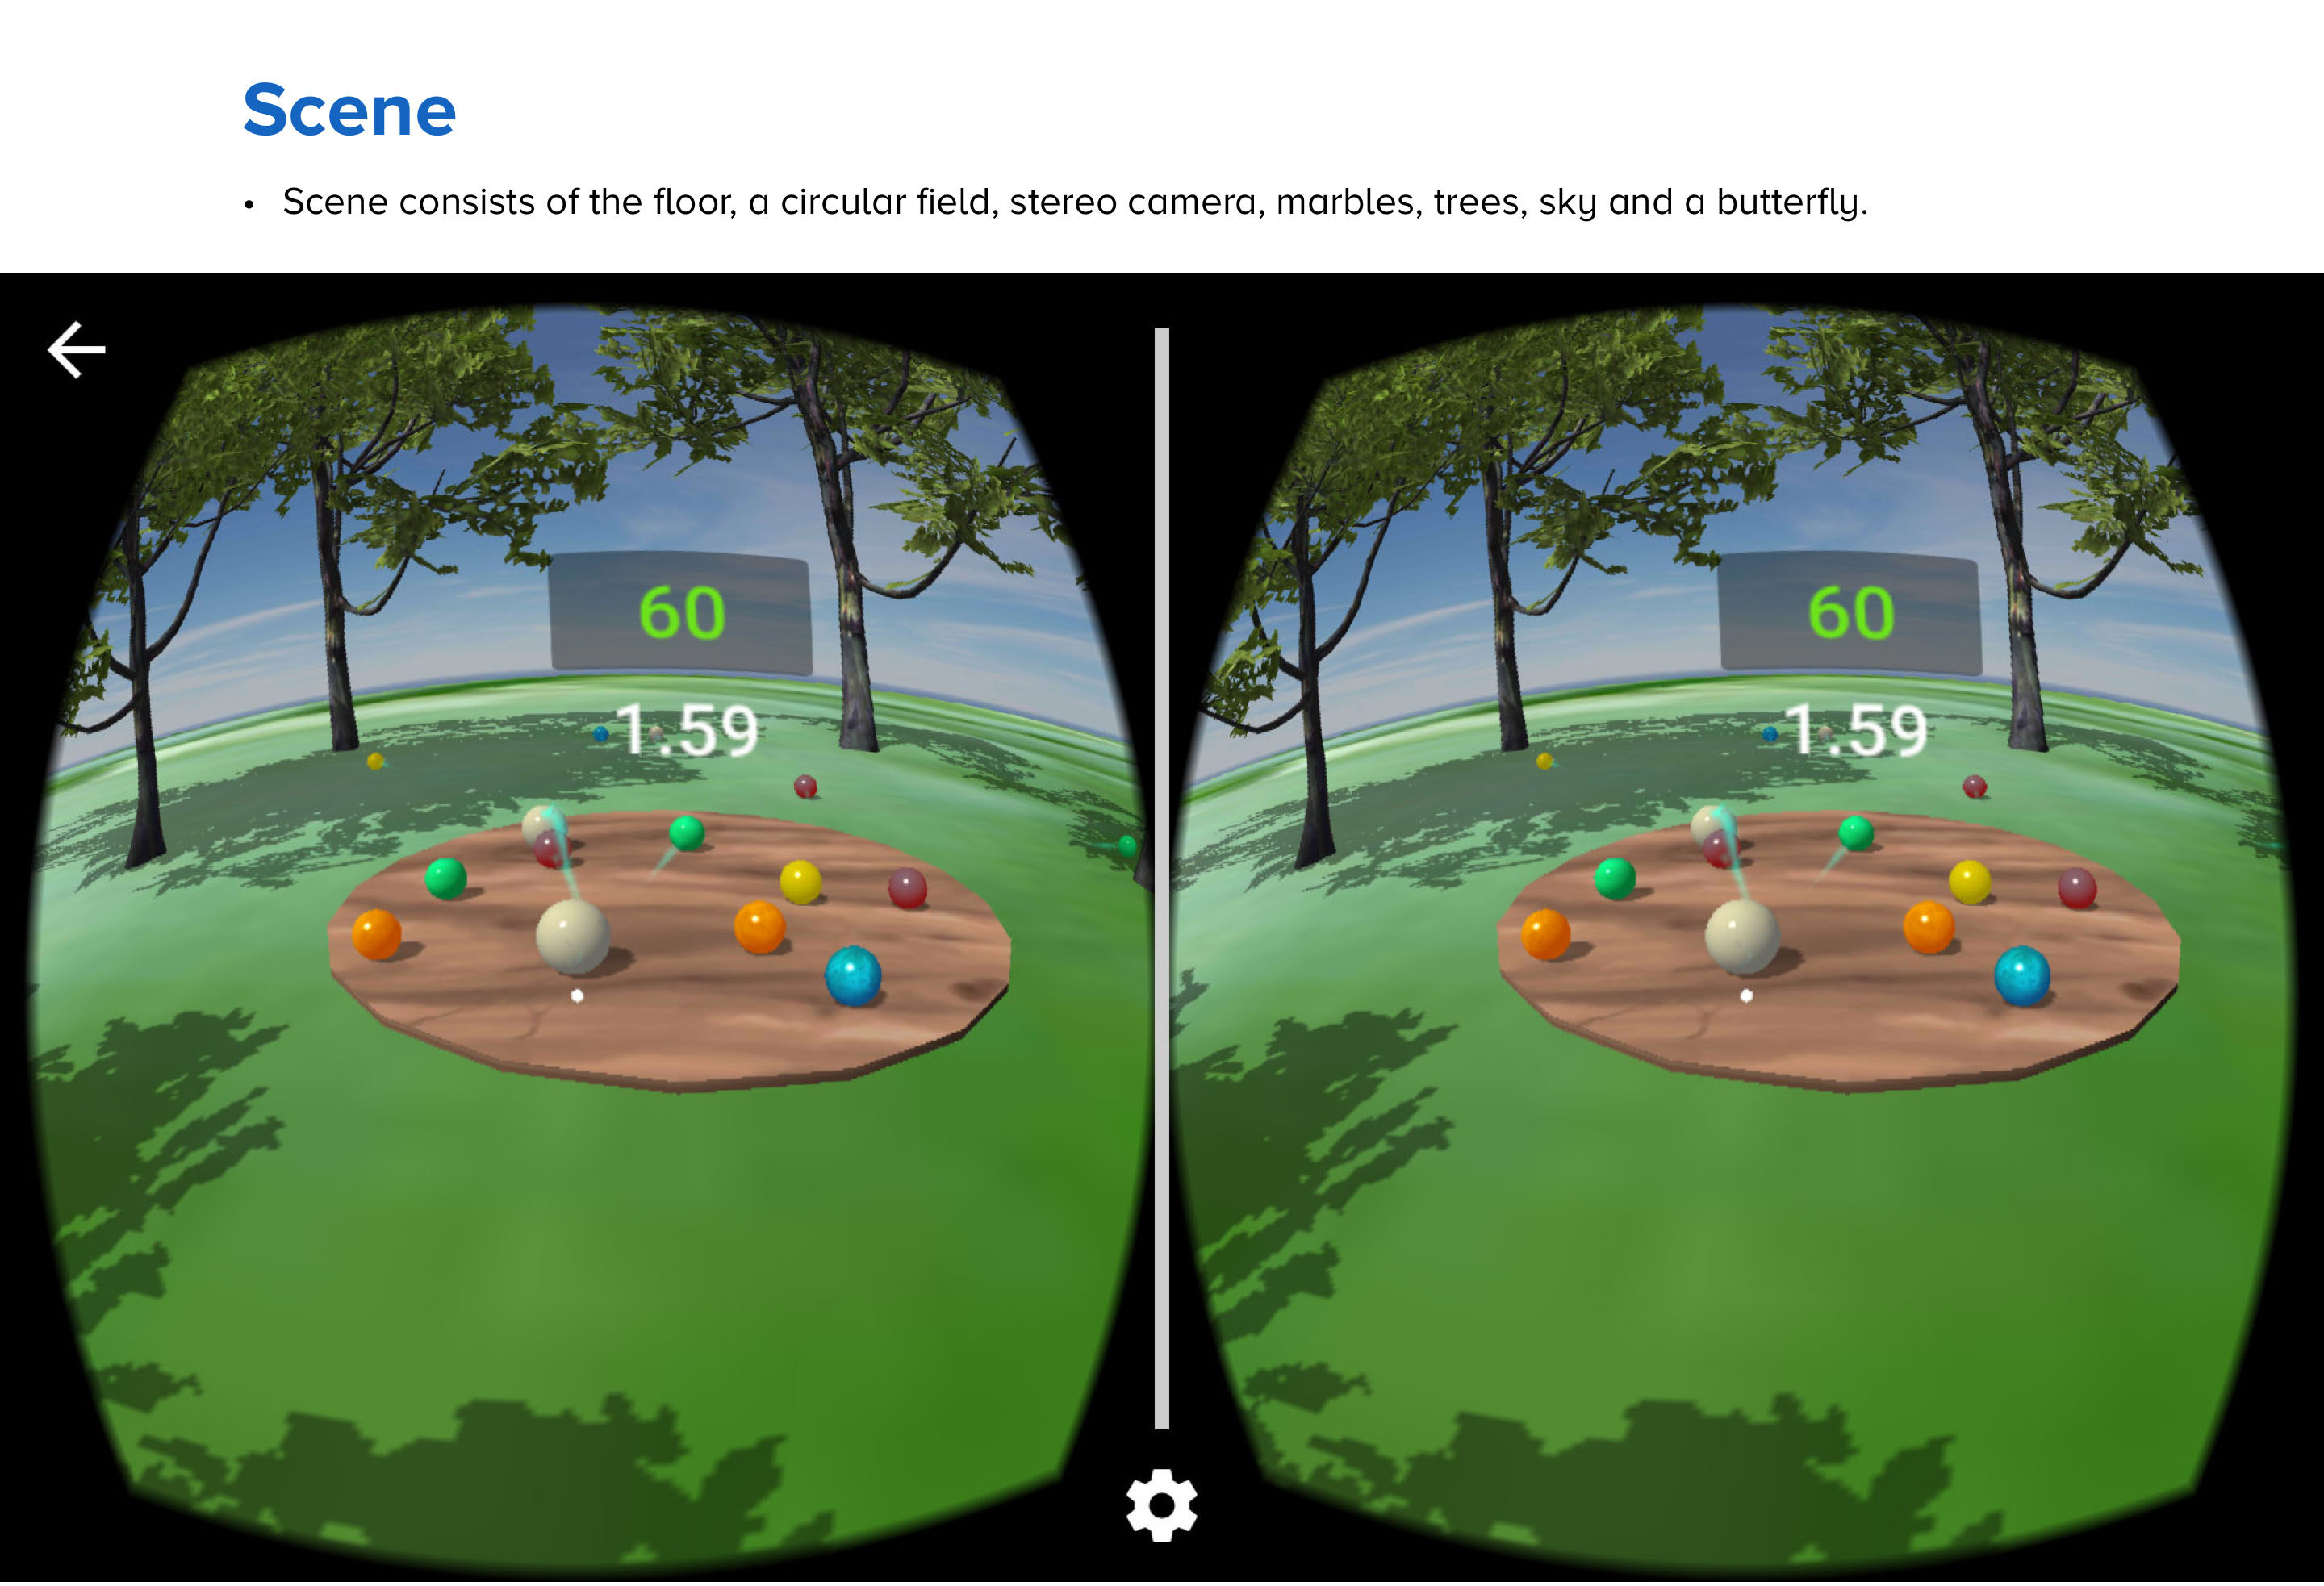 Scene
• Scene consists of the floor, a circular field, stereo camera, marbles, trees, sky and a butterfly.
60
1.59
60
1.59